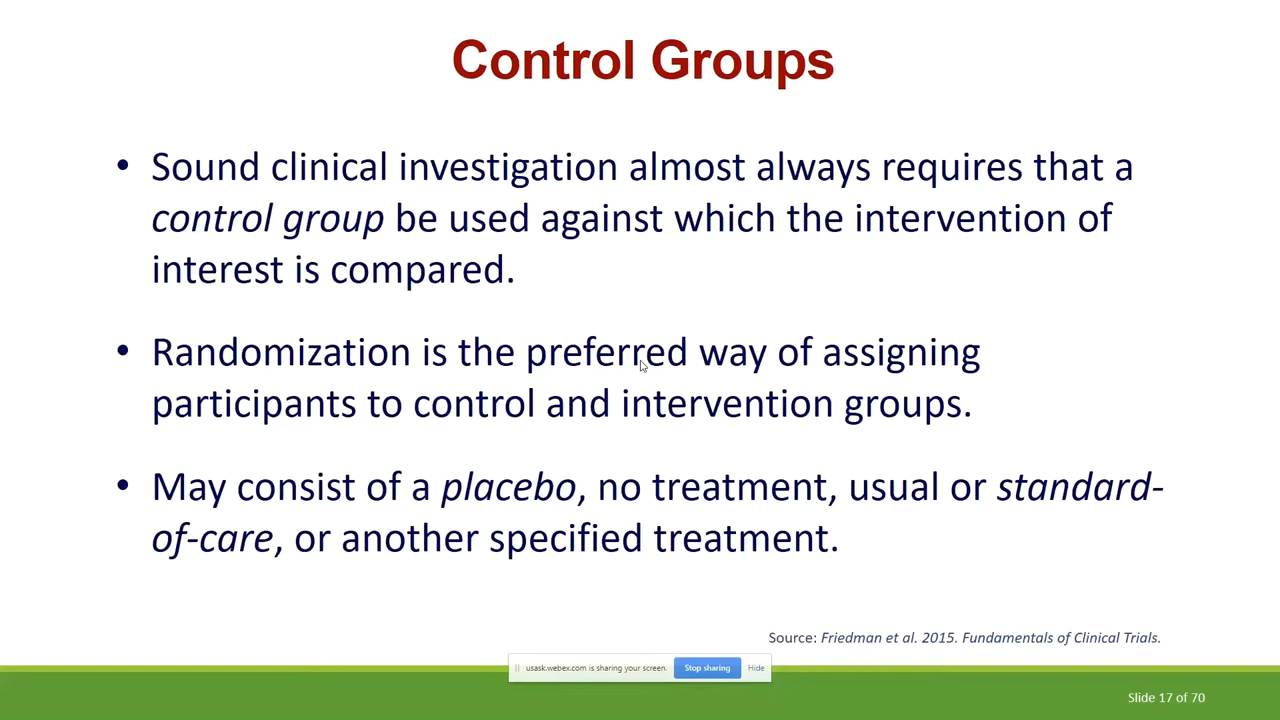 Control Groups
• Sound clinical investigation almost always requires that a
control group be used against which the intervention of
interest is compared.
• Randomization is the preferred way of assigning
participants to control and intervention groups.
• May consist of a placebo, no treatment, usual or standard-
of-care, or another specified treatment.
Source: Friedman et al. 2015. Fundamentals of Clinical Trials.
usask.webex.com is sharing your screen. Stop sharing Hide
Slide 17 of 70